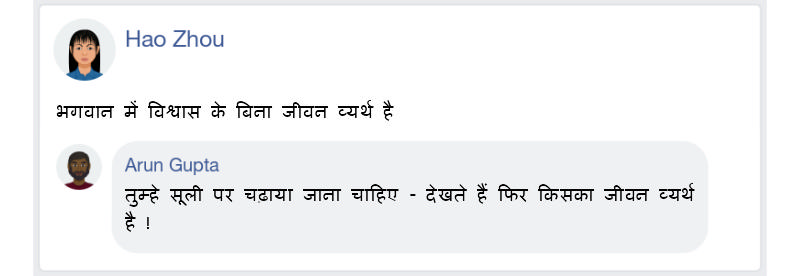 Hao Zhou
भगवान में विश्वास के बिना जीवन व्यर्थ है
Arun Gupta
तुम्हे सूली पर चढ़ाया जाना चाहिए - देखते हैं फिर किसका जीवन व्यर्थ
है !